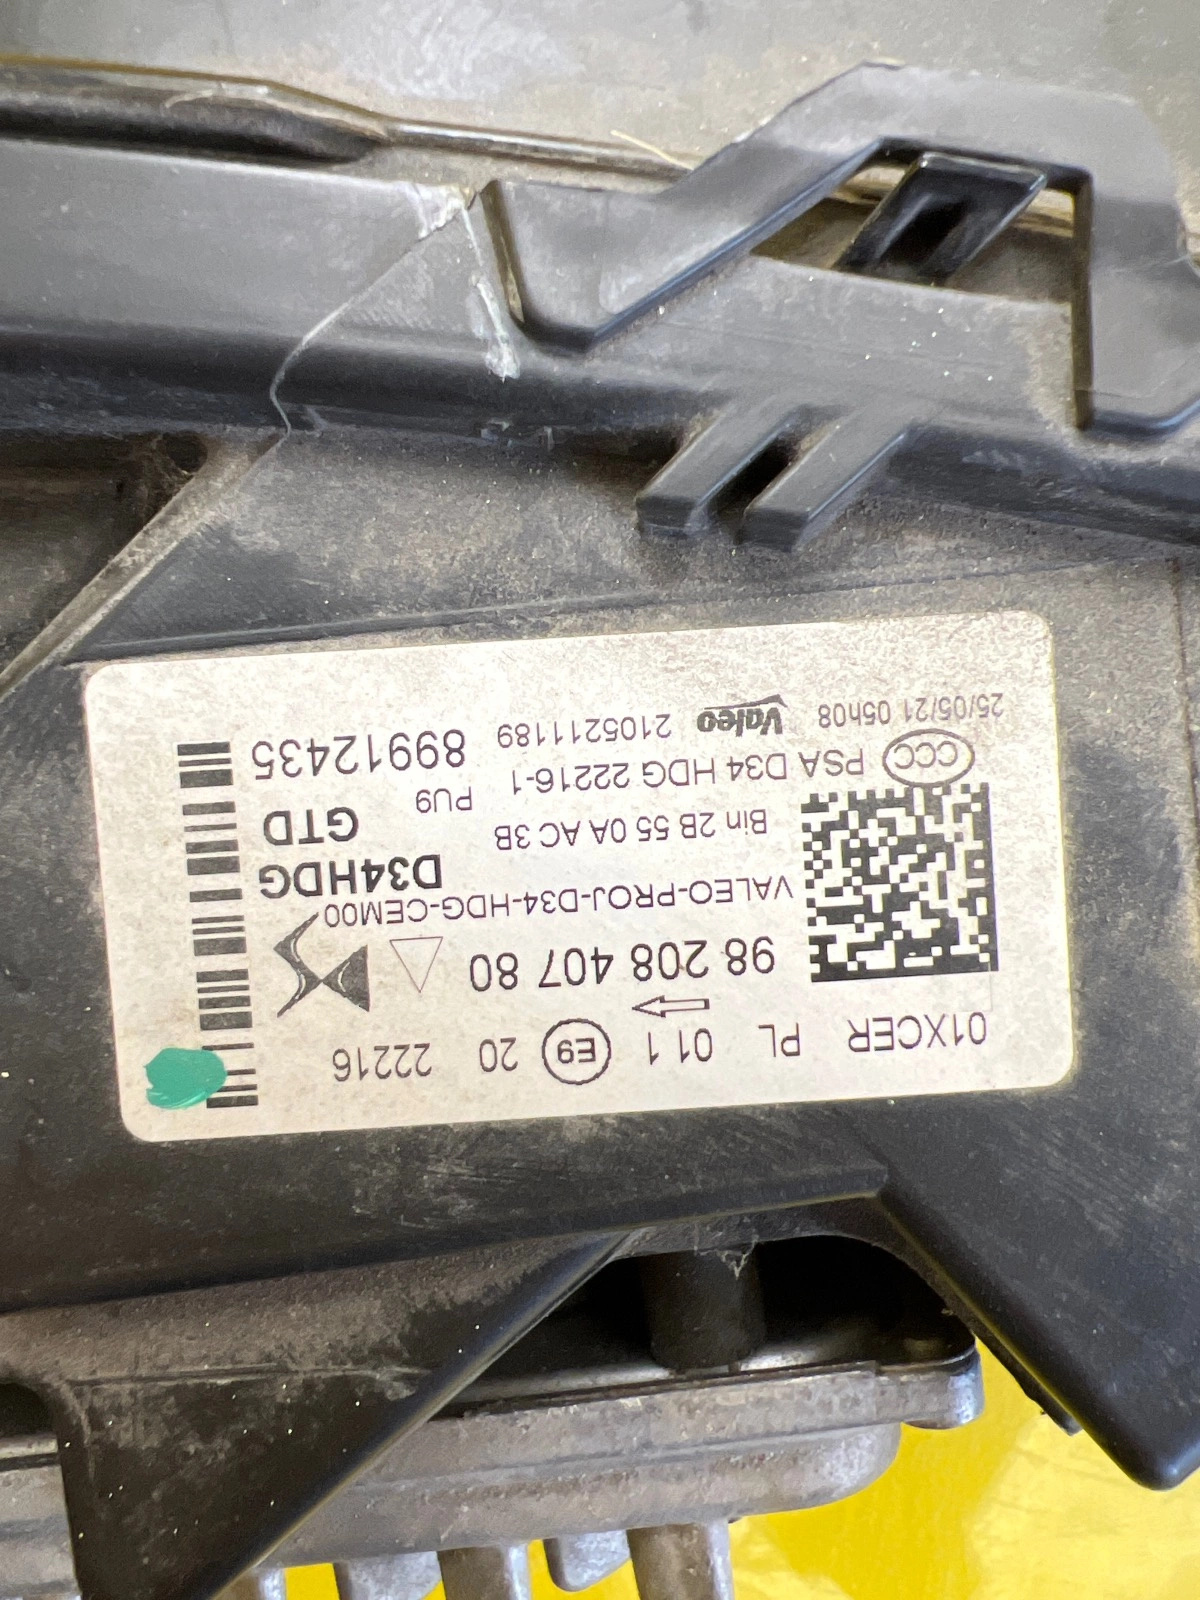 01XCER PL 01 1 E9 20 22216
98 208 407 80
VALEO-PROJ-D34-HDG-CEM00
D34HDG
Bin 2B 55 0A AC 3B
GTD
CCC PSA D34 HDG 22216-1
PU9
25/05/21 05h08 Valeo 2105211189
89912435